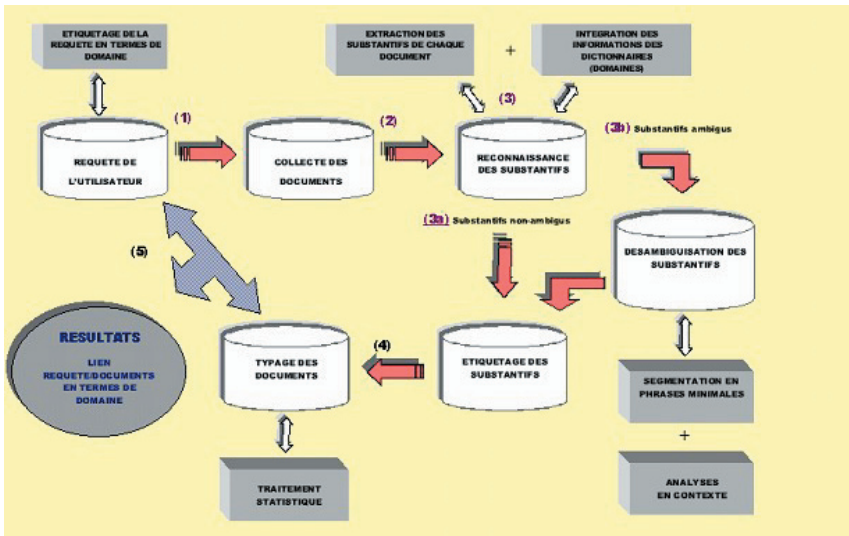 ETIQUETAGE DE LA
REQUETE EN TERMES DE
DOMAINE
EXTRACTION DES
SUBSTANTIFS DE CHAQUE
DOCUMENT
+
INTEGRATION DES
INFORMATIONS DES
DICTIONNAIRES
(DOMAINES)
(1)
(2)
(3)
REQUETE DE
L'UTILISATEUR
COLLECTE DES
DOCUMENTS
RECONNAISSANCE
DES SUBSTANTIFS
(3b) Substantifs ambigus
(3a) Substantifs non-ambigus
DESAMBIGUISATION DES
SUBSTANTIFS
(5)
RESULTATS
LIEN
REQUETE/DOCUMENTS
EN TERMES DE
DOMAINE
TYPAGE DES
DOCUMENTS
(4)
ETIQUETAGE DES
SUBSTANTIFS
SEGMENTATION EN
PHRASES MINIMALES
+
ANALYSES
EN CONTEXTE
TRAITEMENT
STATISTIQUE